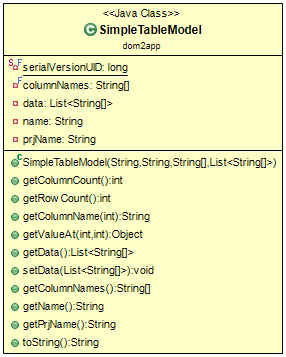 <<Java Class>>
SimpleTableModel
dom2app
serialVersionUID: long
columnNames: String[]
data: List<String[]>
name: String
prjName: String
SimpleTableModel(String,String,String[],List<String[]>)
getColumnCount():int
getRowCount():int
getColumnName(int):String
getValueAt(int,int):Object
getData():List<String[]>
setData(List<String[]>):void
getColumnNames():String[]
getName():String
getPrjName():String
toString():String